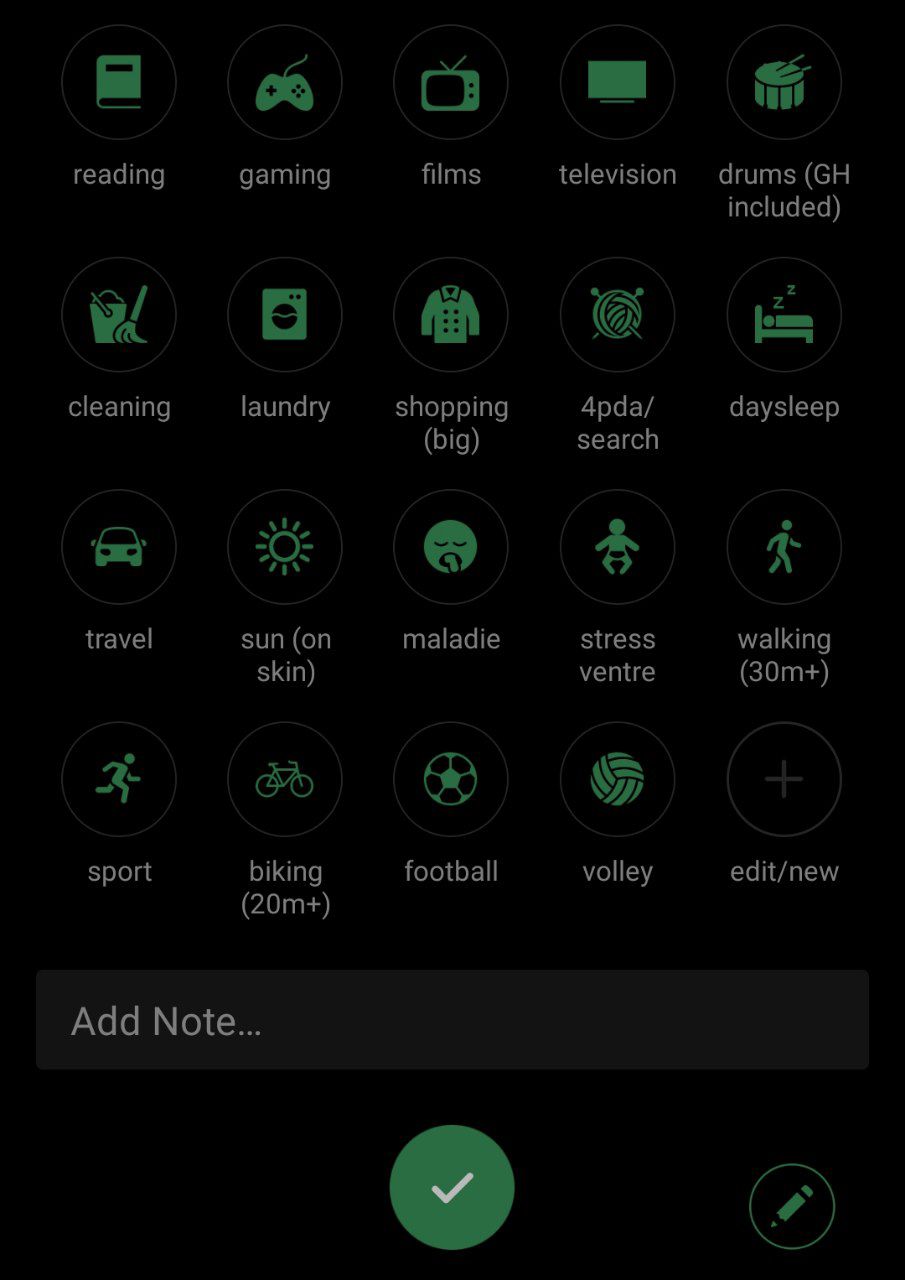 reading
gaming
films
television
drums (GH
included)
cleaning
laundry
shopping
(big)
4pda/
search
daysleep
travel
sun (on
skin)
maladie
stress
ventre
walking
(30m+)
sport
biking
(20m+)
football
volley
edit/new
Add Note…